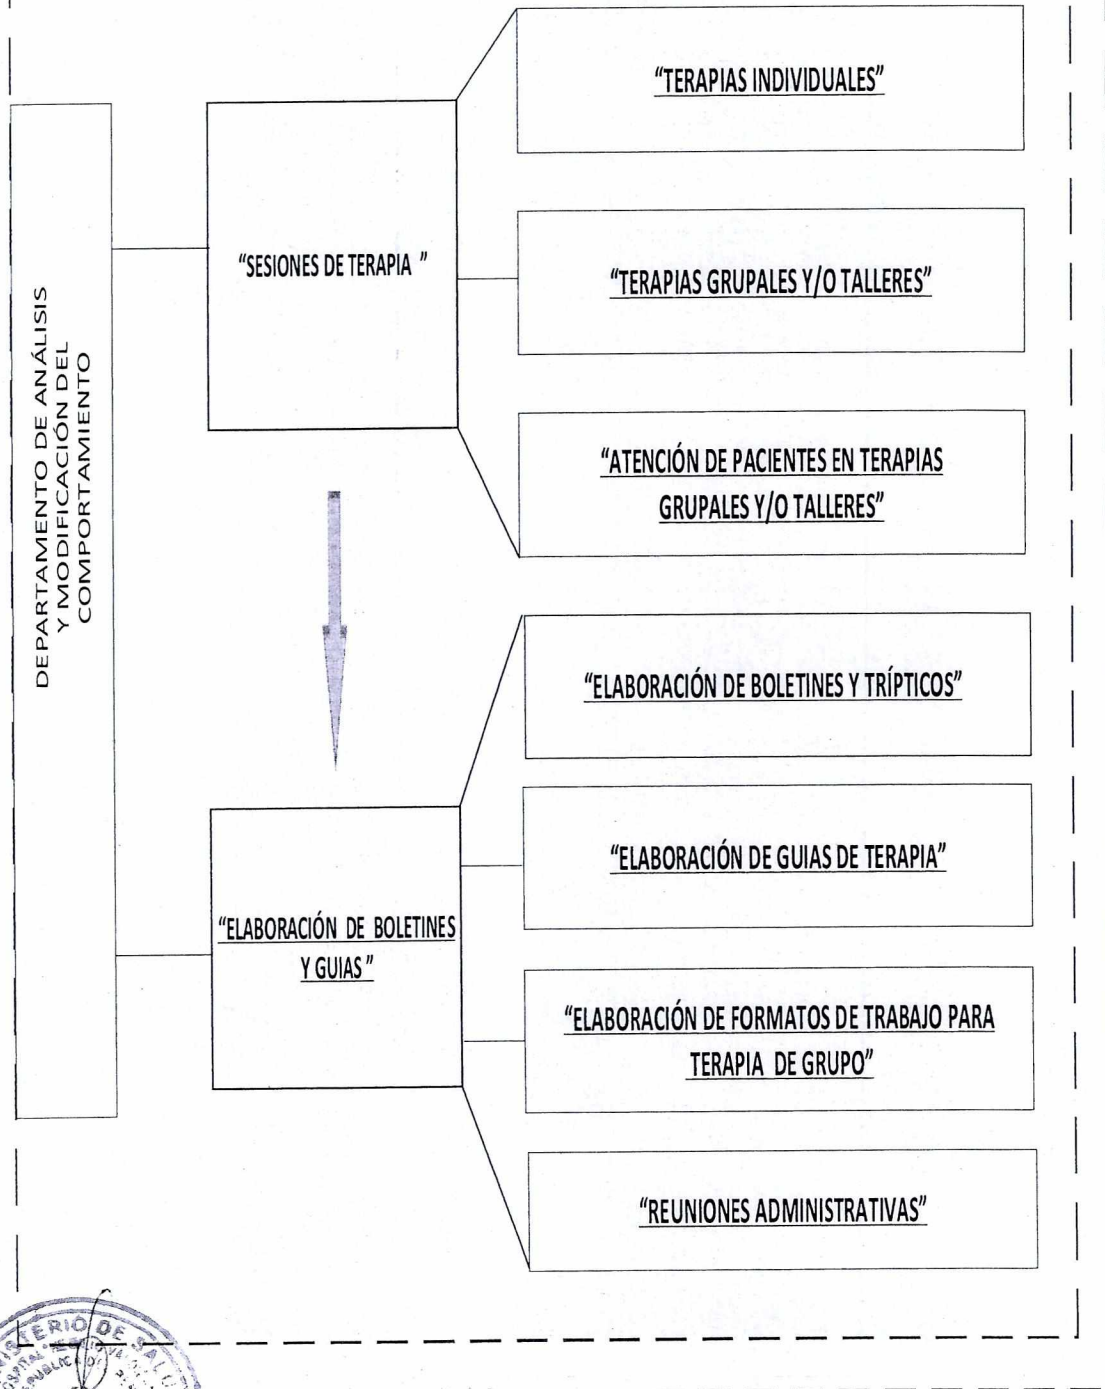 DEPARTAMENTO DE ANÁLISIS
Y MODIFICACIÓN DEL
COMPORTAMIENTO
"SESIONES DE TERAPIA "
"TERAPIAS INDIVIDUALES"
"TERAPIAS GRUPALES Y/O TALLERES"
"ATENCIÓN DE PACIENTES EN TERAPIAS
GRUPALES Y/O TALLERES"
"ELABORACIÓN DE BOLETINES
Y GUIAS "
"ELABORACIÓN DE BOLETINES Y TRÍPTICOS"
"ELABORACIÓN DE GUIAS DE TERAPIA"
"ELABORACIÓN DE FORMATOS DE TRABAJO PARA
TERAPIA DE GRUPO"
"REUNIONES ADMINISTRATIVAS"
DE SALU